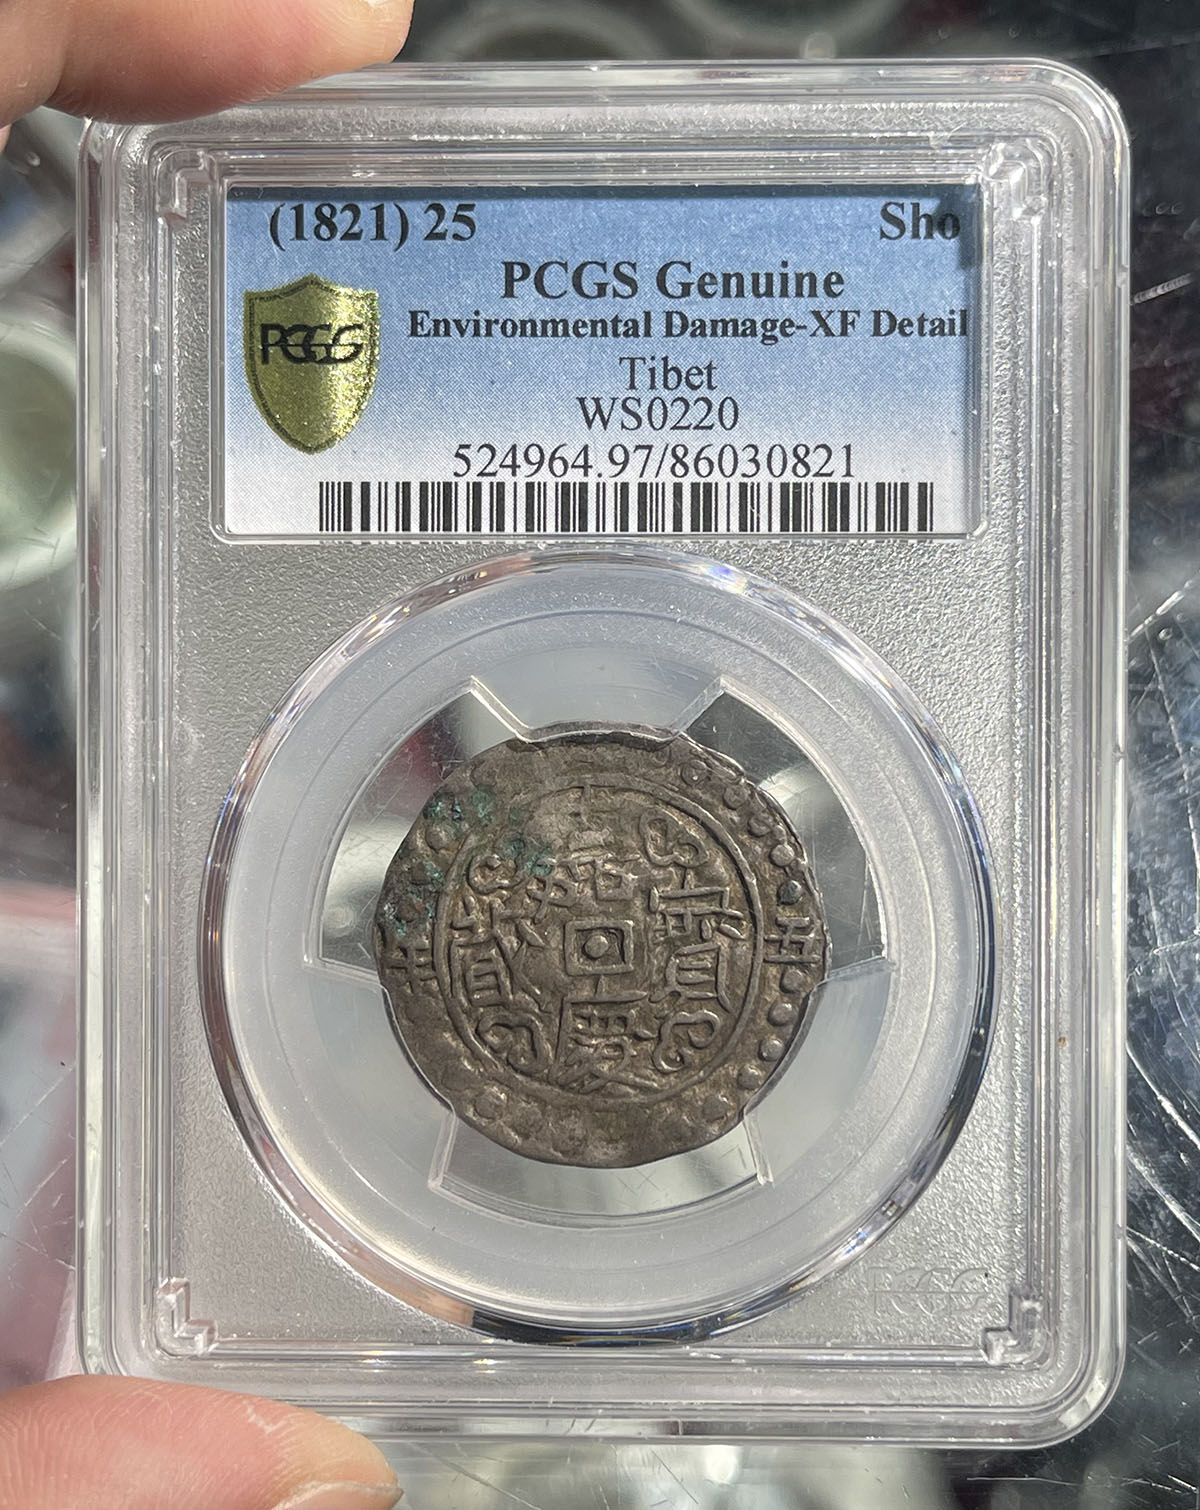 (1821) 25 Sho
PCGS Genuine
Environmental Damage-XF Detail
PCGS
Tibet
WS0220
524964.97/86030821
嘉慶寶藏
PCGS